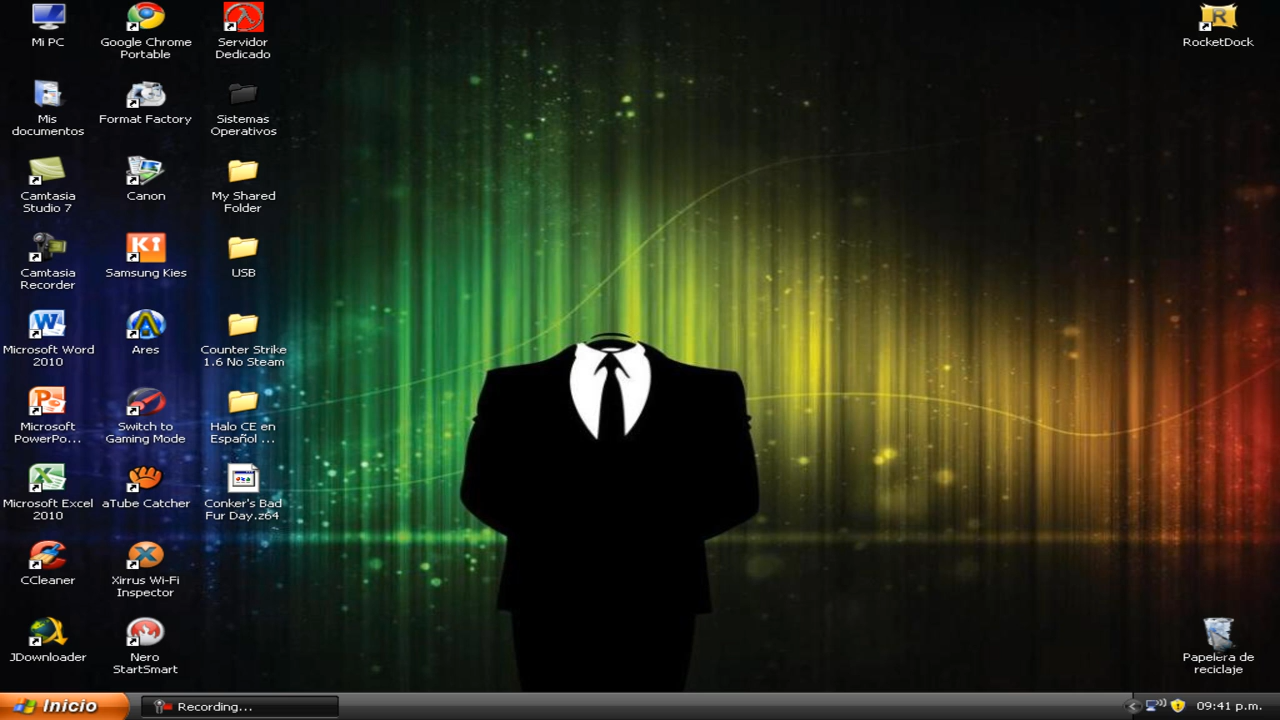 Mi PC
Google Chrome
Portable
Servidor
Dedicado
RocketDock
Mis
documentos
Format Factory
Sistemas
Operativos
Camtasia
Studio 7
Canon
My Shared
Folder
Camtasia
Recorder
Ki
Samsung Kies
USB
Microsoft Word
2010
Ares
Counter Strike
1.6 No Steam
Microsoft
PowerPo...
Switch to
Gaming Mode
Halo CE en
Español ...
Microsoft Excel
2010
aTube Catcher
Conker's Bad
Fur Day.z64
CCleaner
Xirrus Wi-Fi
Inspector
JDownloader
Nero
StartSmart
Papelera de
reciclaje
Inicio
Recording...
09:41 p.m.